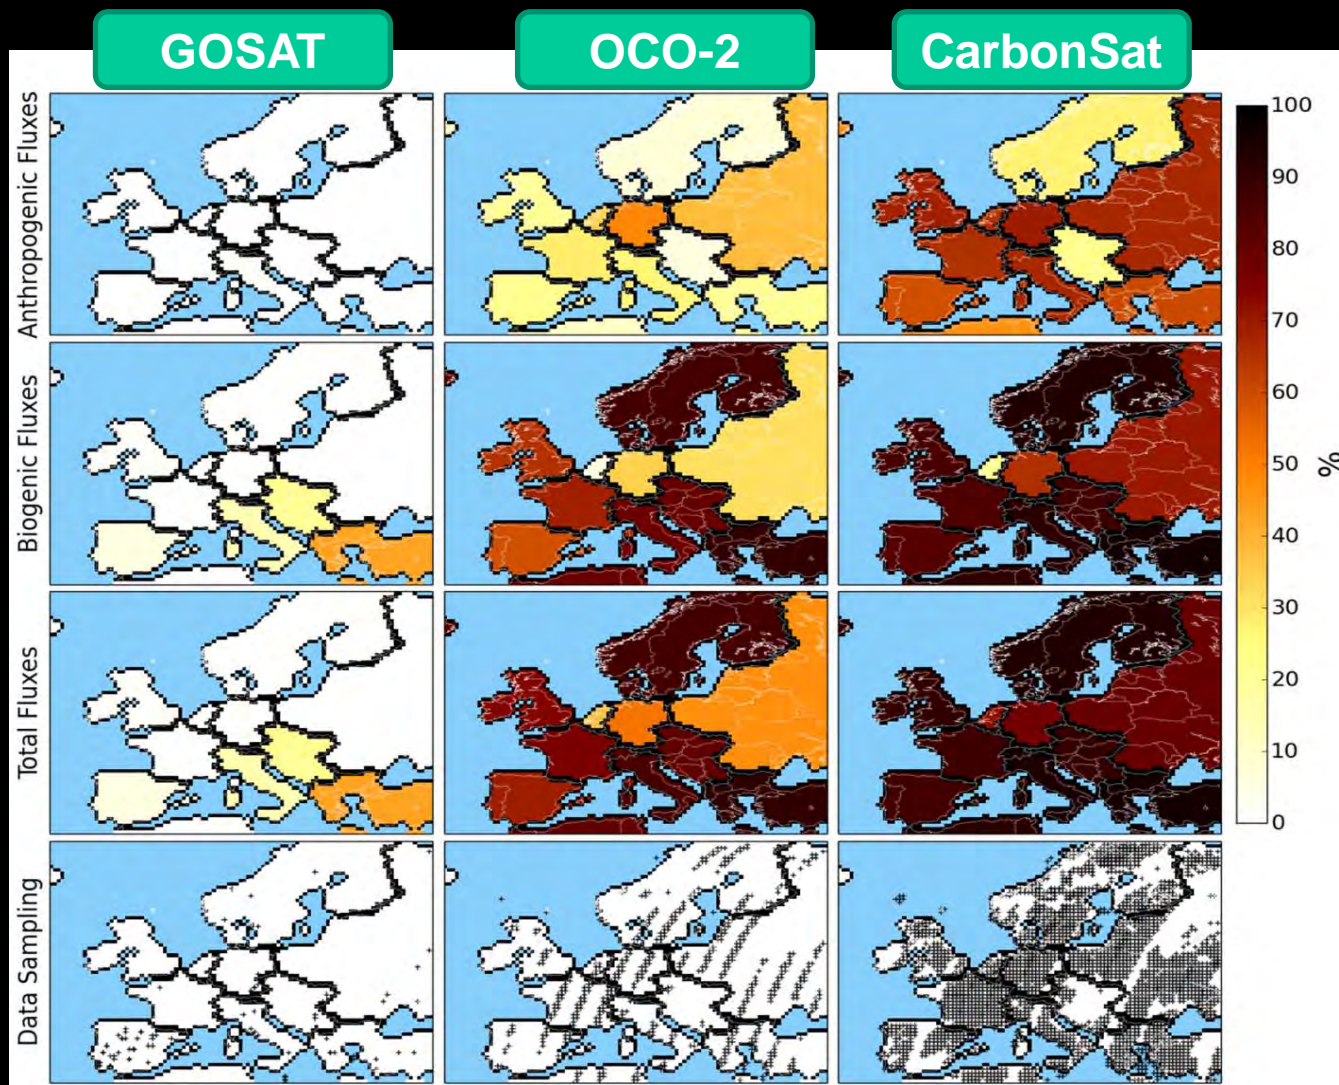 GOSAT
OCO-2
CarbonSat
Anthropogenic Fluxes
Biogenic Fluxes
Total Fluxes
Data Sampling
100
90
80
70
60
50
40
30
20
10
0
%